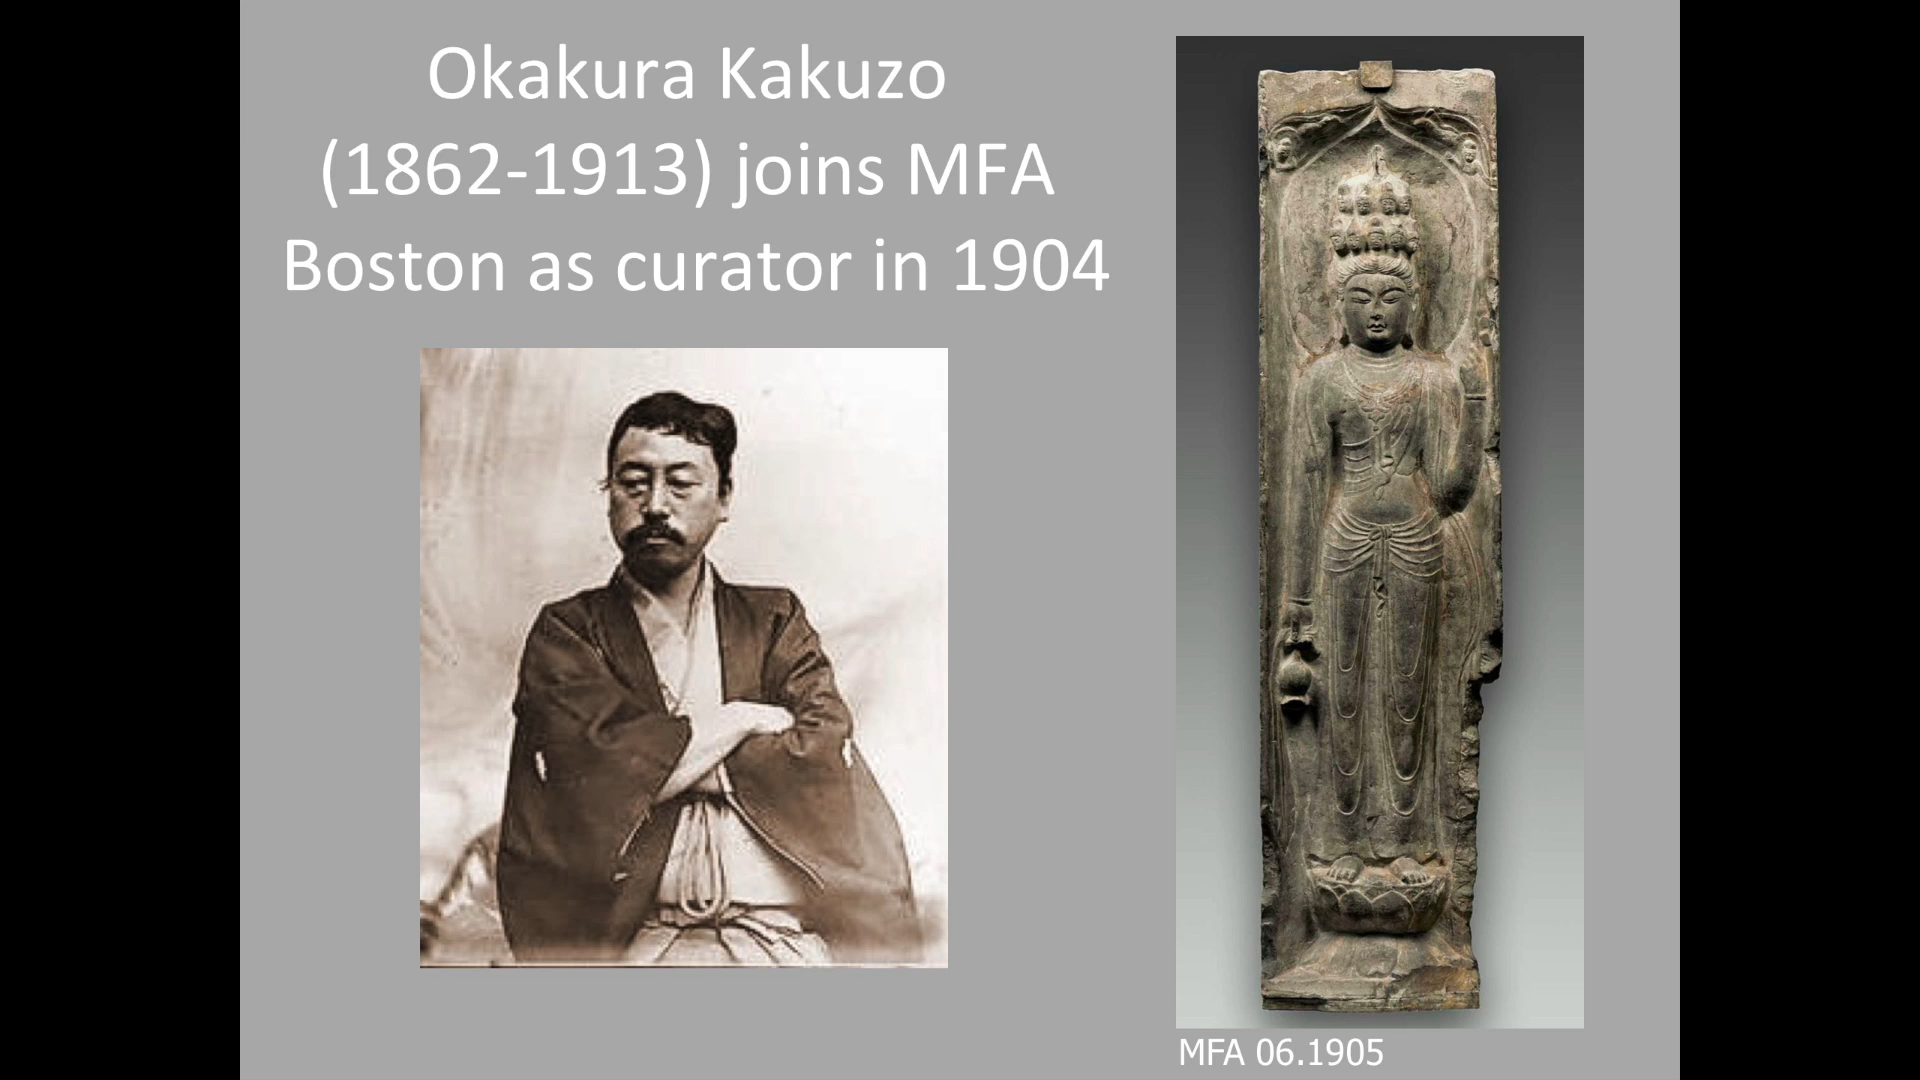 Okakura Kakuzo
(1862-1913) joins MFA
Boston as curator in 1904
MFA 06.1905